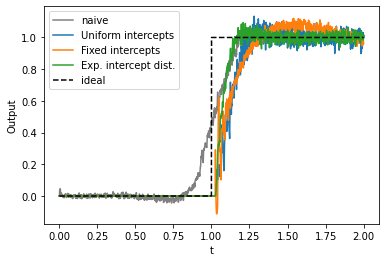 naive
Uniform intercepts
Fixed intercepts
Exp. intercept dist.
ideal
Output
1.0
0.8
0.6
0.4
0.2
0.0
0.00 0.25 0.50 0.75 1.00 1.25 1.50 1.75 2.00
t